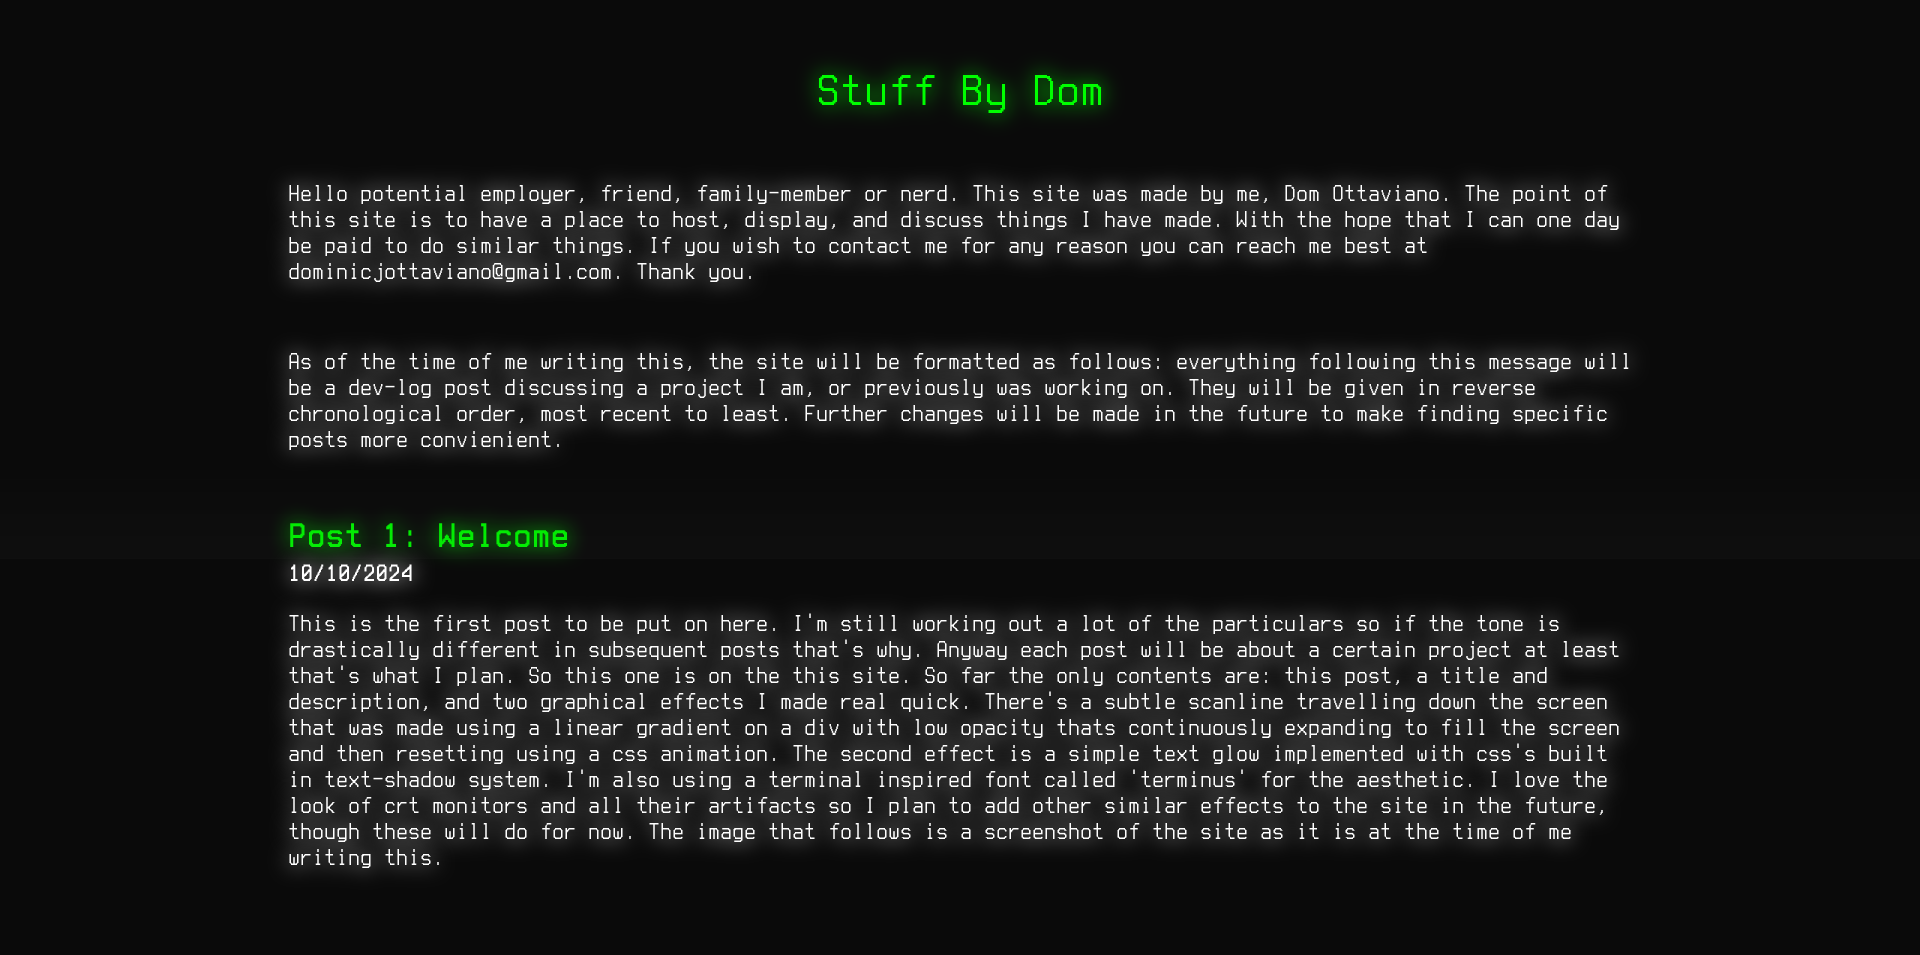 Stuff By Dom
Hello potential employer, friend, family-member or nerd. This site was made by me, Dom Ottaviano. The point of
this site is to have a place to host, display, and discuss things I have made. With the hope that I can one day
be paid to do similar things. If you wish to contact me for any reason you can reach me best at
dominicjottaviano@gmail.com. Thank you.
As of the time of me writing this, the site will be formatted as follows: everything following this message will
be a dev-log post discussing a project I am, or previously was working on. They will be given in reverse
chronological order, most recent to least. Further changes will be made in the future to make finding specific
posts more convienient.
Post 1: Welcome
10/10/2024
This is the first post to be put on here. I'm still working out a lot of the particulars so if the tone is
drastically different in subsequent posts that's why. Anyway each post will be about a certain project at least
that's what I plan. So this one is on the this site. So far the only contents are: this post, a title and
description, and two graphical effects I made real quick. There's a subtle scanline travelling down the screen
that was made using a linear gradient on a div with low opacity thats continuously expanding to fill the screen
and then resetting using a css animation. The second effect is a simple text glow implemented with css's built
in text-shadow system. I'm also using a terminal inspired font called 'terminus' for the aesthetic. I love the
look of crt monitors and all their artifacts so I plan to add other similar effects to the site in the future,
though these will do for now. The image that follows is a screenshot of the site as it is at the time of me
writing this.